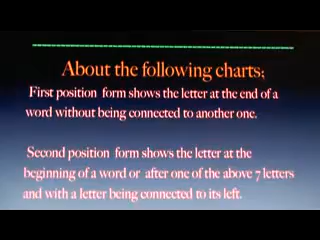 About the following charts;
First position form shows the letter at the end of a
word without being connected to another one.
Second position form shows the letter at the
beginning of a word or after one of the above 7 letters
and with a letter being connected to its left.